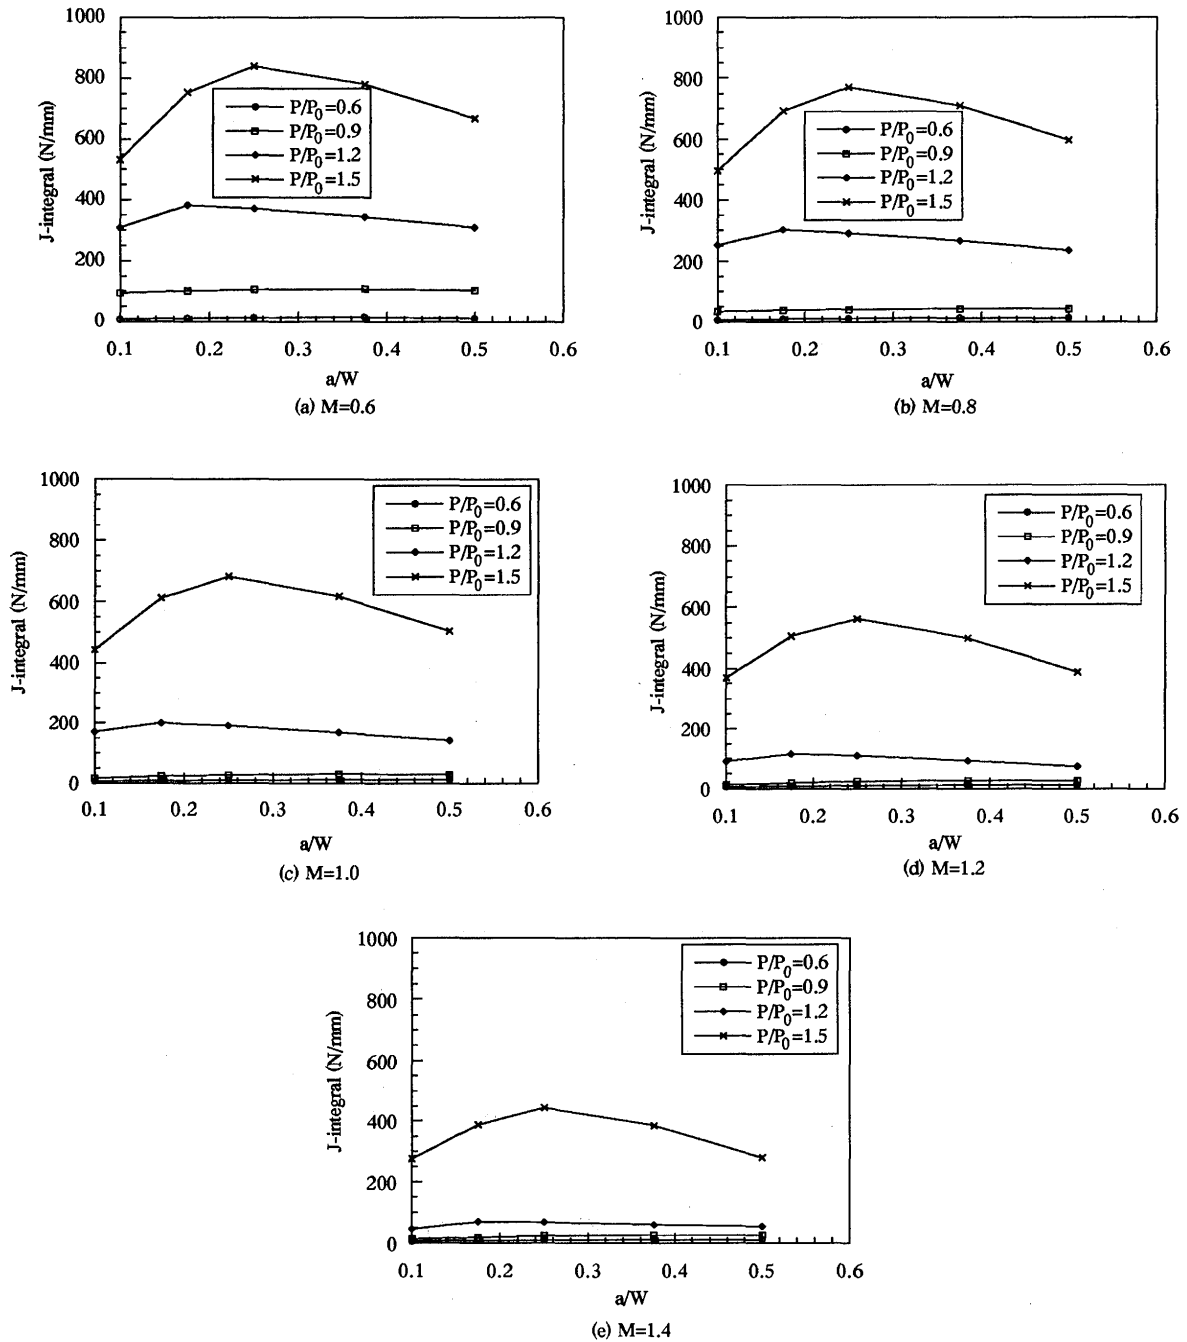 1000
800
600
400
200
0
J-integral (N/mm)
P/P0=0.6
P/P0=0.9
P/P0=1.2
P/P0=1.5
0.1 0.2 0.3 0.4 0.5 0.6
a/W
(a) M=0.6
1000
800
600
400
200
0
J-integral (N/mm)
P/P0=0.6
P/P0=0.9
P/P0=1.2
P/P0=1.5
0.1 0.2 0.3 0.4 0.5 0.6
a/W
(b) M=0.8
1000
800
600
400
200
0
J-integral (N/mm)
P/P0=0.6
P/P0=0.9
P/P0=1.2
P/P0=1.5
0.1 0.2 0.3 0.4 0.5 0.6
a/W
(c) M=1.0
1000
800
600
400
200
0
J-integral (N/mm)
P/P0=0.6
P/P0=0.9
P/P0=1.2
P/P0=1.5
0.1 0.2 0.3 0.4 0.5 0.6
a/W
(d) M=1.2
1000
800
600
400
200
0
J-integral (N/mm)
P/P0=0.6
P/P0=0.9
P/P0=1.2
P/P0=1.5
0.1 0.2 0.3 0.4 0.5 0.6
a/W
(e) M=1.4